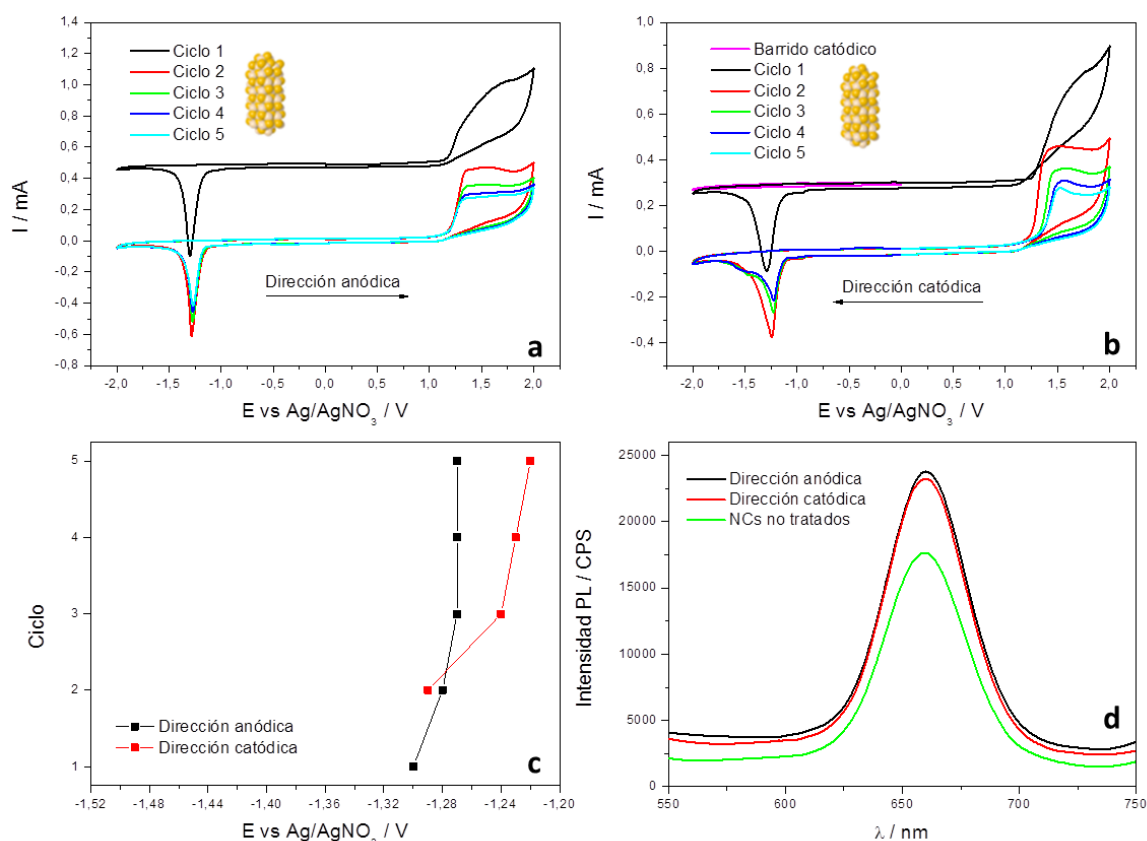 1,4
1,2
1,0
0,8
0,6
0,4
0,2
0,0
-0,2
-0,4
-0,6
-0,8
I / mA
Ciclo 1
Ciclo 2
Ciclo 3
Ciclo 4
Ciclo 5
Dirección anódica
a
-2,0 -1,5 -1,0 -0,5 0,0 0,5 1,0 1,5 2,0
E vs Ag/AgNO3 / V
1,0
0,8
0,6
0,4
0,2
0,0
-0,2
-0,4
I / mA
Barrido catódico
Ciclo 1
Ciclo 2
Ciclo 3
Ciclo 4
Ciclo 5
Dirección catódica
b
-2,0 -1,5 -1,0 -0,5 0,0 0,5 1,0 1,5 2,0
E vs Ag/AgNO3 / V
5
4
3
2
1
Ciclo
Dirección anódica
Dirección catódica
c
-1,52 -1,48 -1,44 -1,40 -1,36 -1,32 -1,28 -1,24 -1,20
E vs Ag/AgNO3 / V
25000
20000
15000
10000
5000
0
Intensidad PL / CPS
Dirección anódica
Dirección catódica
NCs no tratados
d
550 600 650 700 750
λ / nm